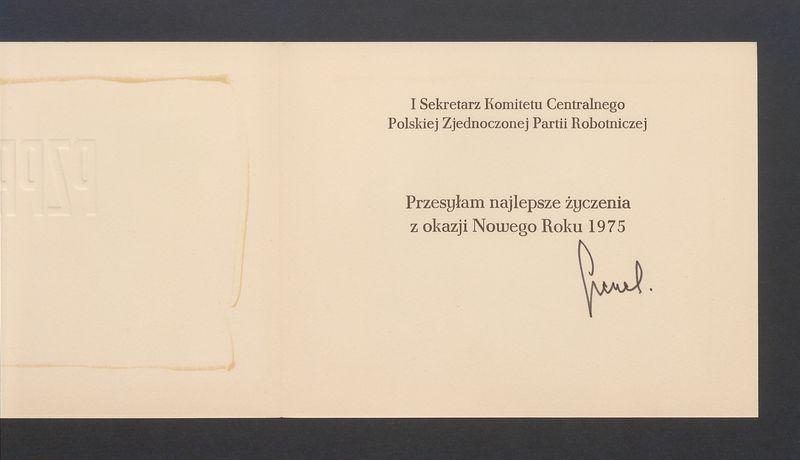 I Sekretarz Komitetu Centralnego
Polskiej Zjednoczonej Partii Robotniczej
Przesyłam najlepsze życzenia
z okazji Nowego Roku 1975